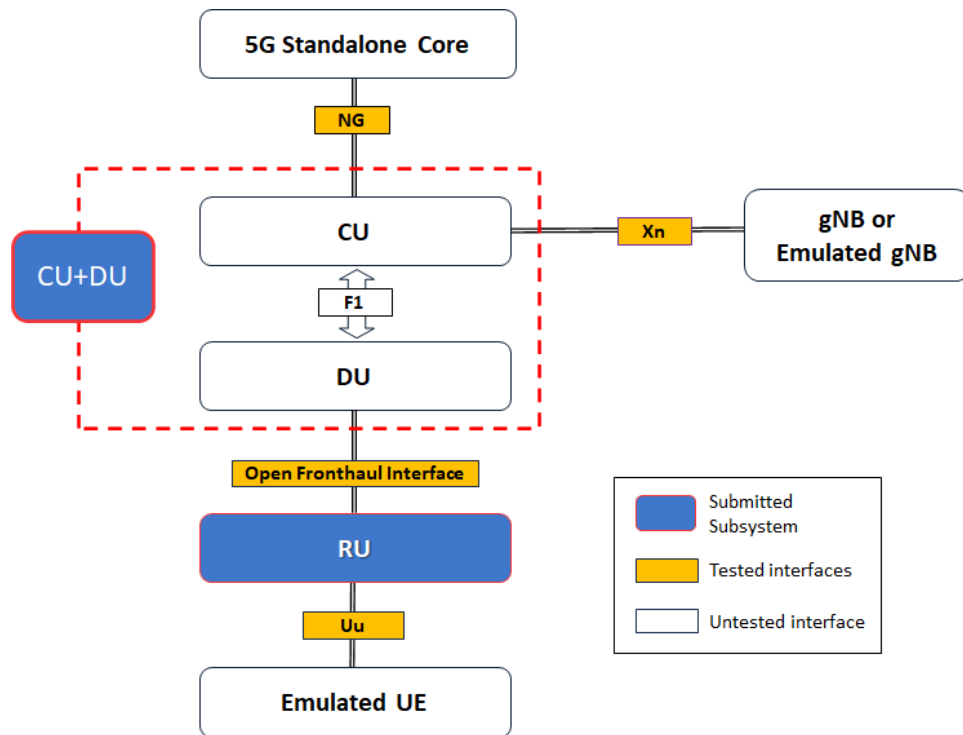 5G Standalone Core
NG
CU
Xn
gNB or
Emulated gNB
CU+DU
F1
DU
Open Fronthaul Interface
RU
Uu
Emulated UE
Submitted
Subsystem
Tested interfaces
Untested interface